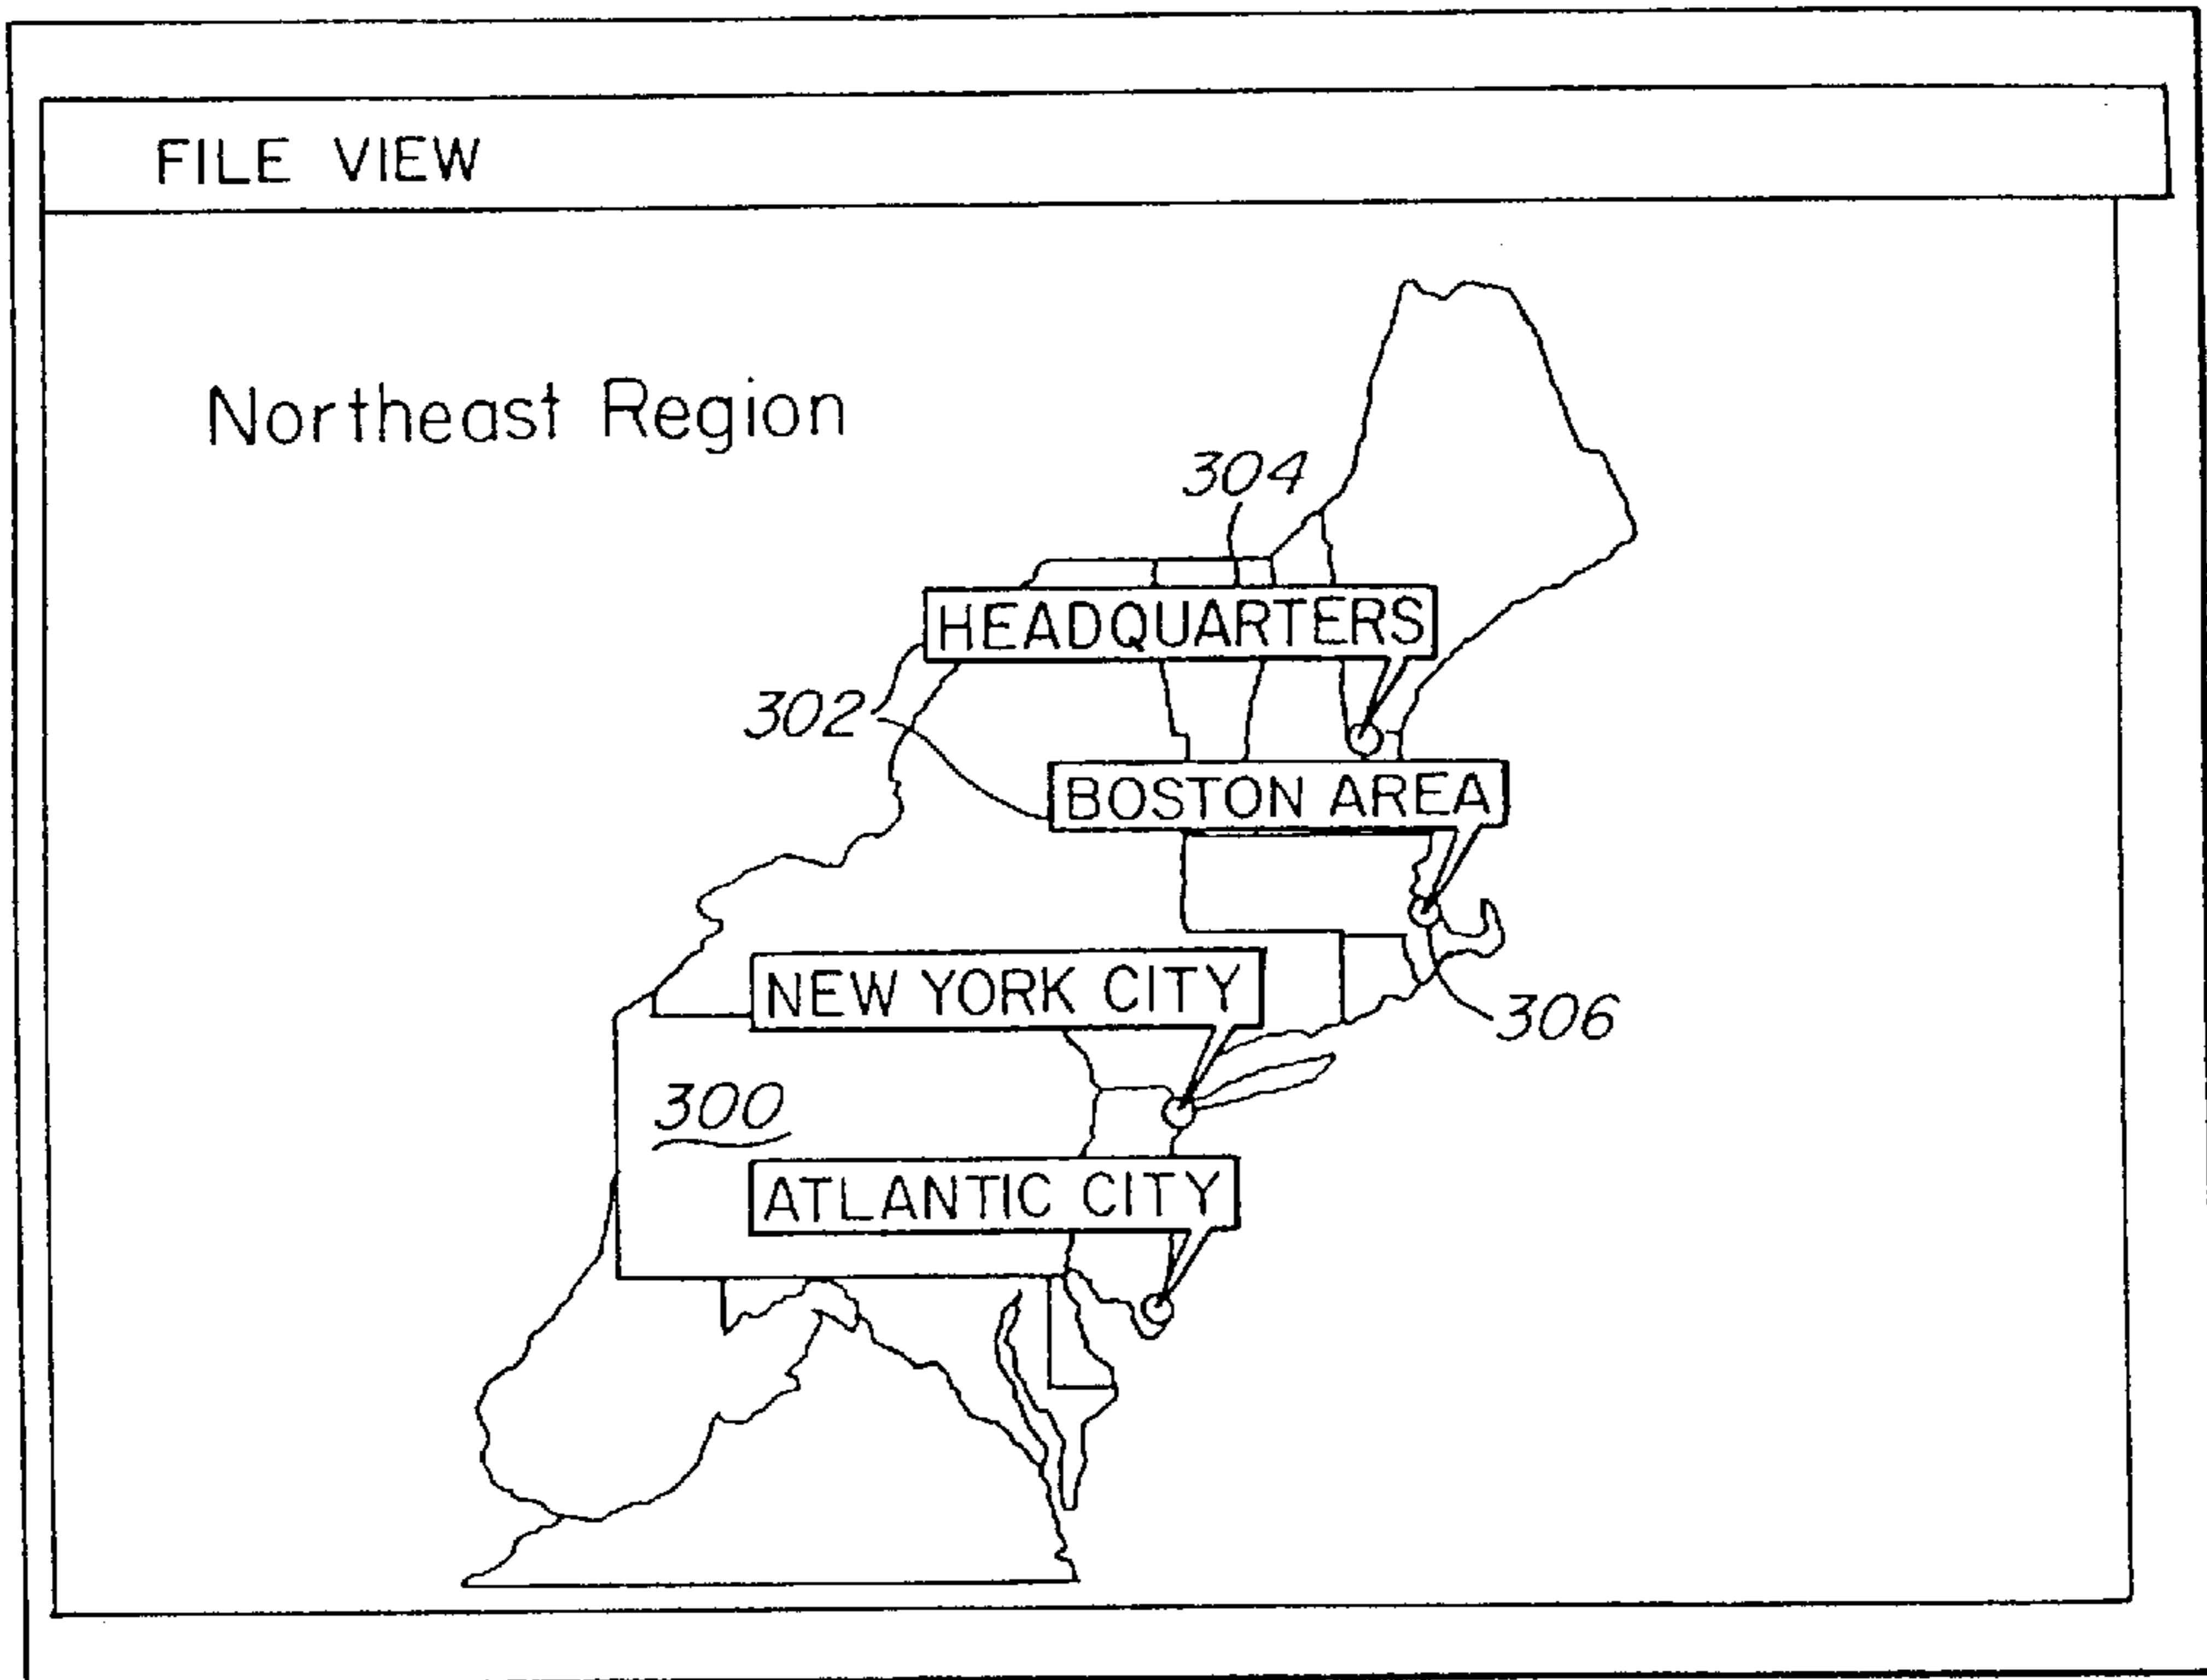 FILE VIEW
Northeast Region
304
HEADQUARTERS
302
BOSTON AREA
NEW YORK CITY
306
300
ATLANTIC CITY